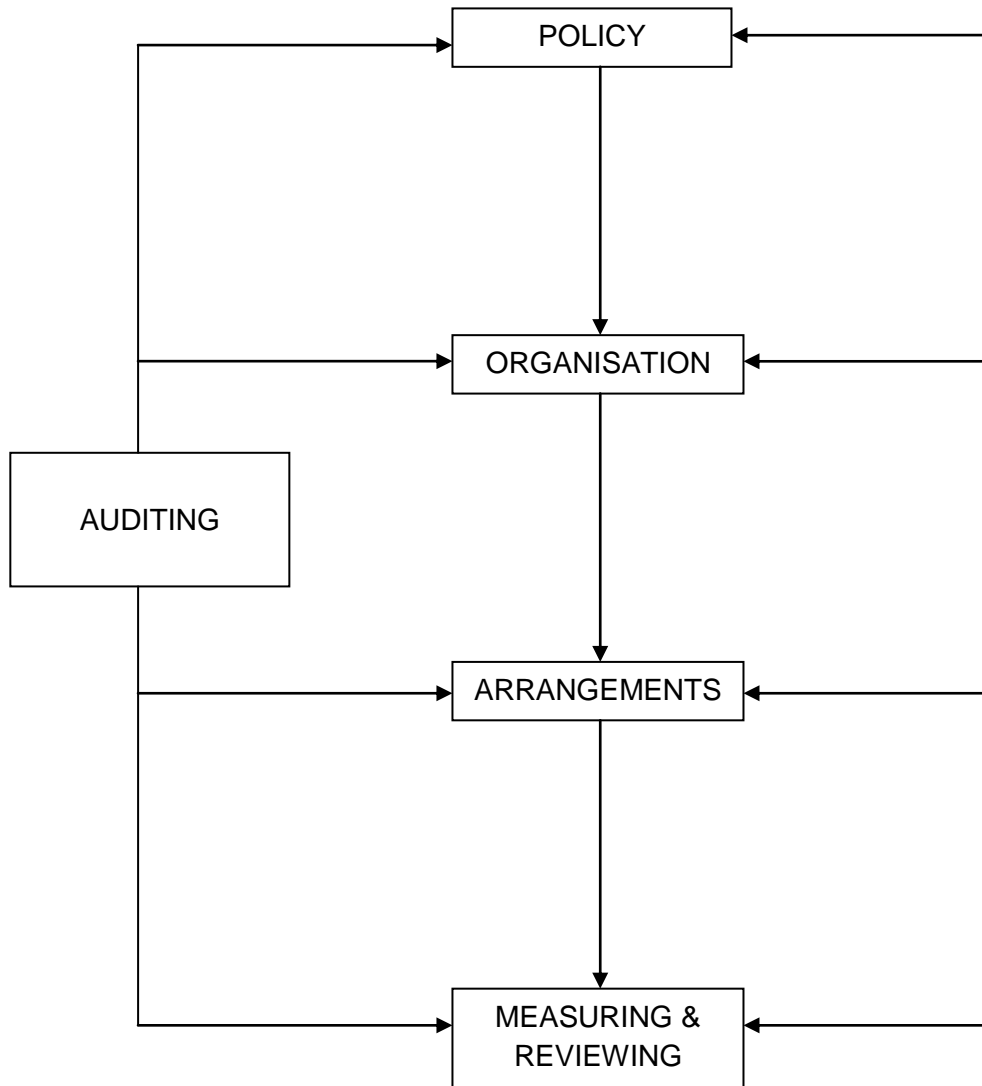 POLICY
ORGANISATION
AUDITING
ARRANGEMENTS
MEASURING &
REVIEWING